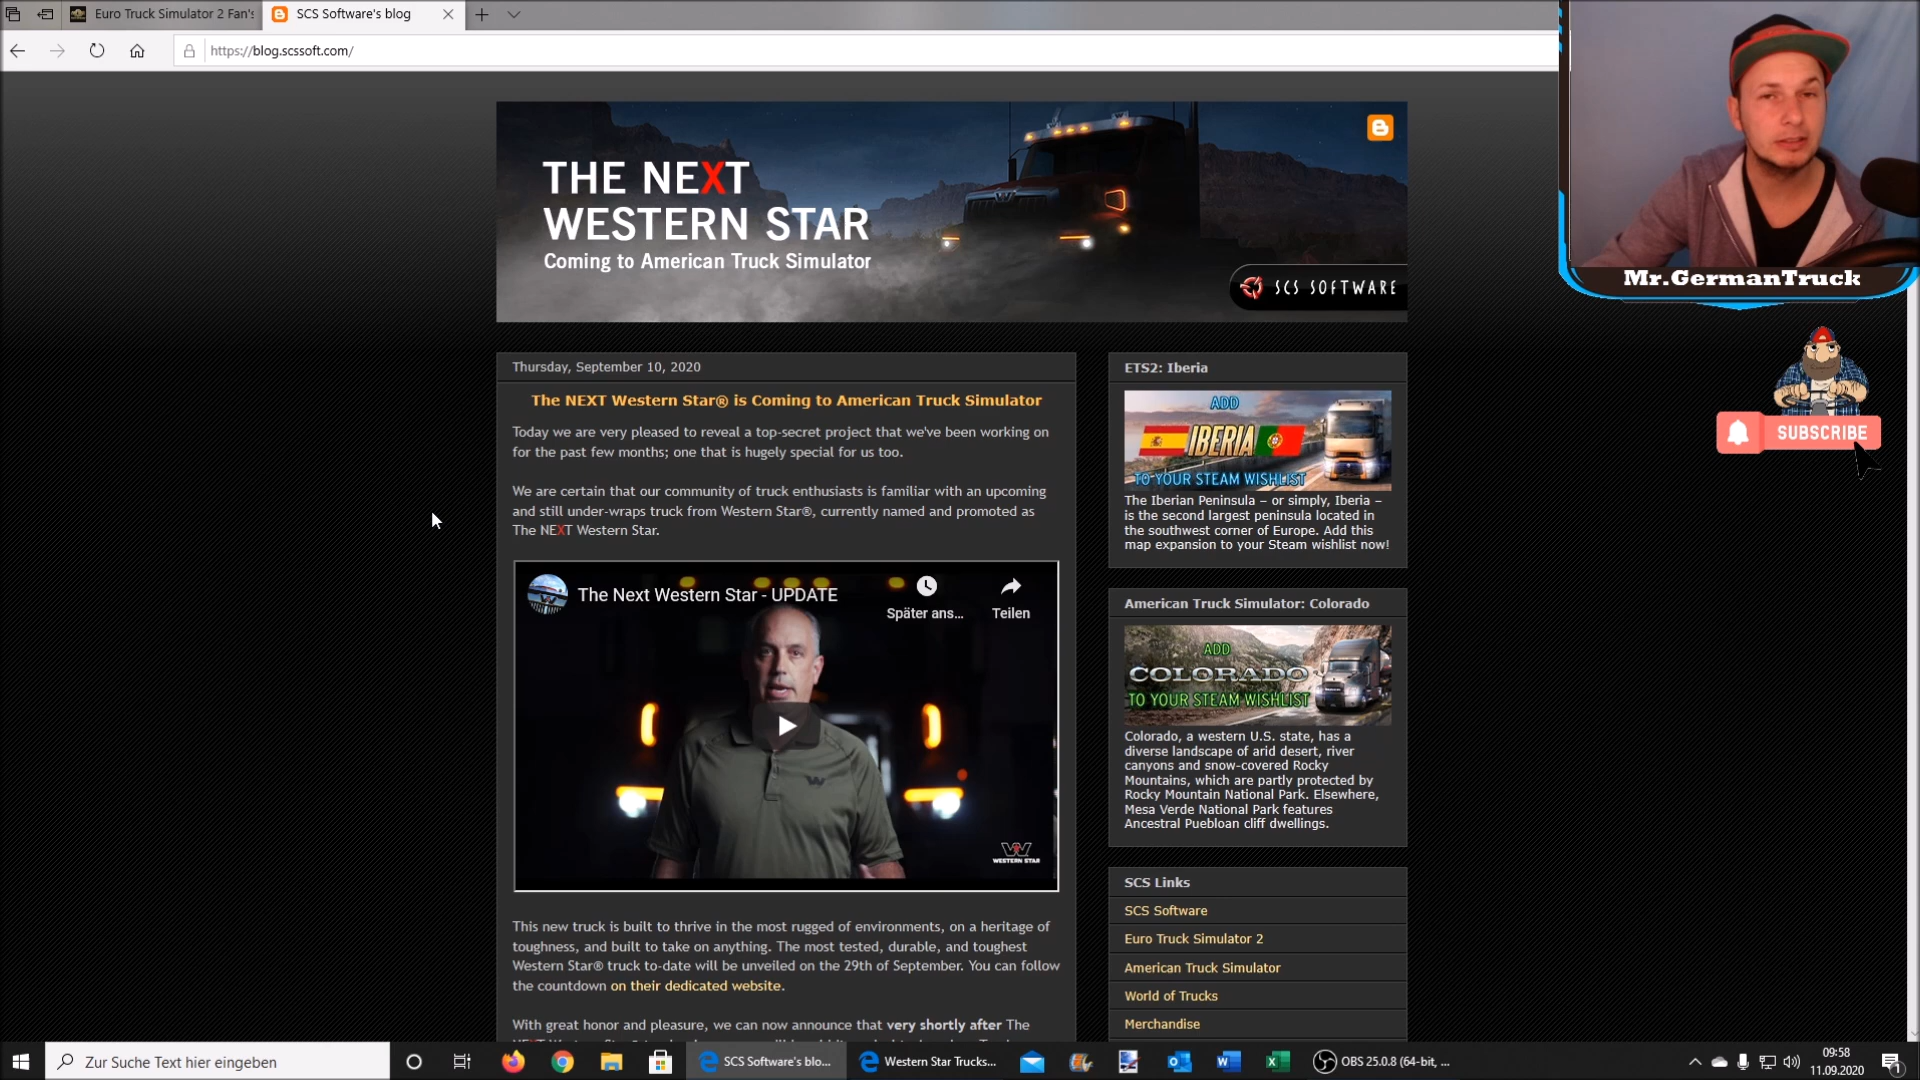 Euro Truck Simulator 2 Fan's
SCS Software's blog
https://blog.scssoft.com/
THE NEXT
WESTERN STAR
Coming to American Truck Simulator
SCS SOFTWARE
Mr.GermanTruck
SUBSCRIBE
Thursday, September 10, 2020
The NEXT Western Star® is Coming to American Truck Simulator
Today we are very pleased to reveal a top-secret project that we've been working on
for the past few months; one that is hugely special for us too.
We are certain that our community of truck enthusiasts is familiar with an upcoming
and still under-wraps truck from Western Star®, currently named and promoted as
The NEXT Western Star.
The Next Western Star - UPDATE
Später ans...
Teilen
WESTERN STAR
This new truck is built to thrive in the most rugged of environments, on a heritage of
toughness, and built to take on anything. The most tested, durable, and toughest
Western Star® truck to-date will be unveiled on the 29th of September. You can follow
the countdown on their dedicated website.
With great honor and pleasure, we can now announce that very shortly after The
ETS2: Iberia
ADD
IBERIA
TO YOUR STEAM WISHLIST
The Iberian Peninsula – or simply, Iberia –
is the second largest peninsula located in
the southwest corner of Europe. Add this
map expansion to your Steam wishlist now!
American Truck Simulator: Colorado
ADD
COLORADO
TO YOUR STEAM WISHLIST
Colorado, a western U.S. state, has a
diverse landscape of arid desert, river
canyons and snow-covered Rocky
Mountains, which are partly protected by
Rocky Mountain National Park. Elsewhere,
Mesa Verde National Park features
Ancestral Puebloan cliff dwellings.
SCS Links
SCS Software
Euro Truck Simulator 2
American Truck Simulator
World of Trucks
Merchandise
Zur Suche Text hier eingeben
SCS Software's blo...
Western Star Trucks...
OBS 25.0.8 (64-bit, ...
09:58
11.09.2020
1